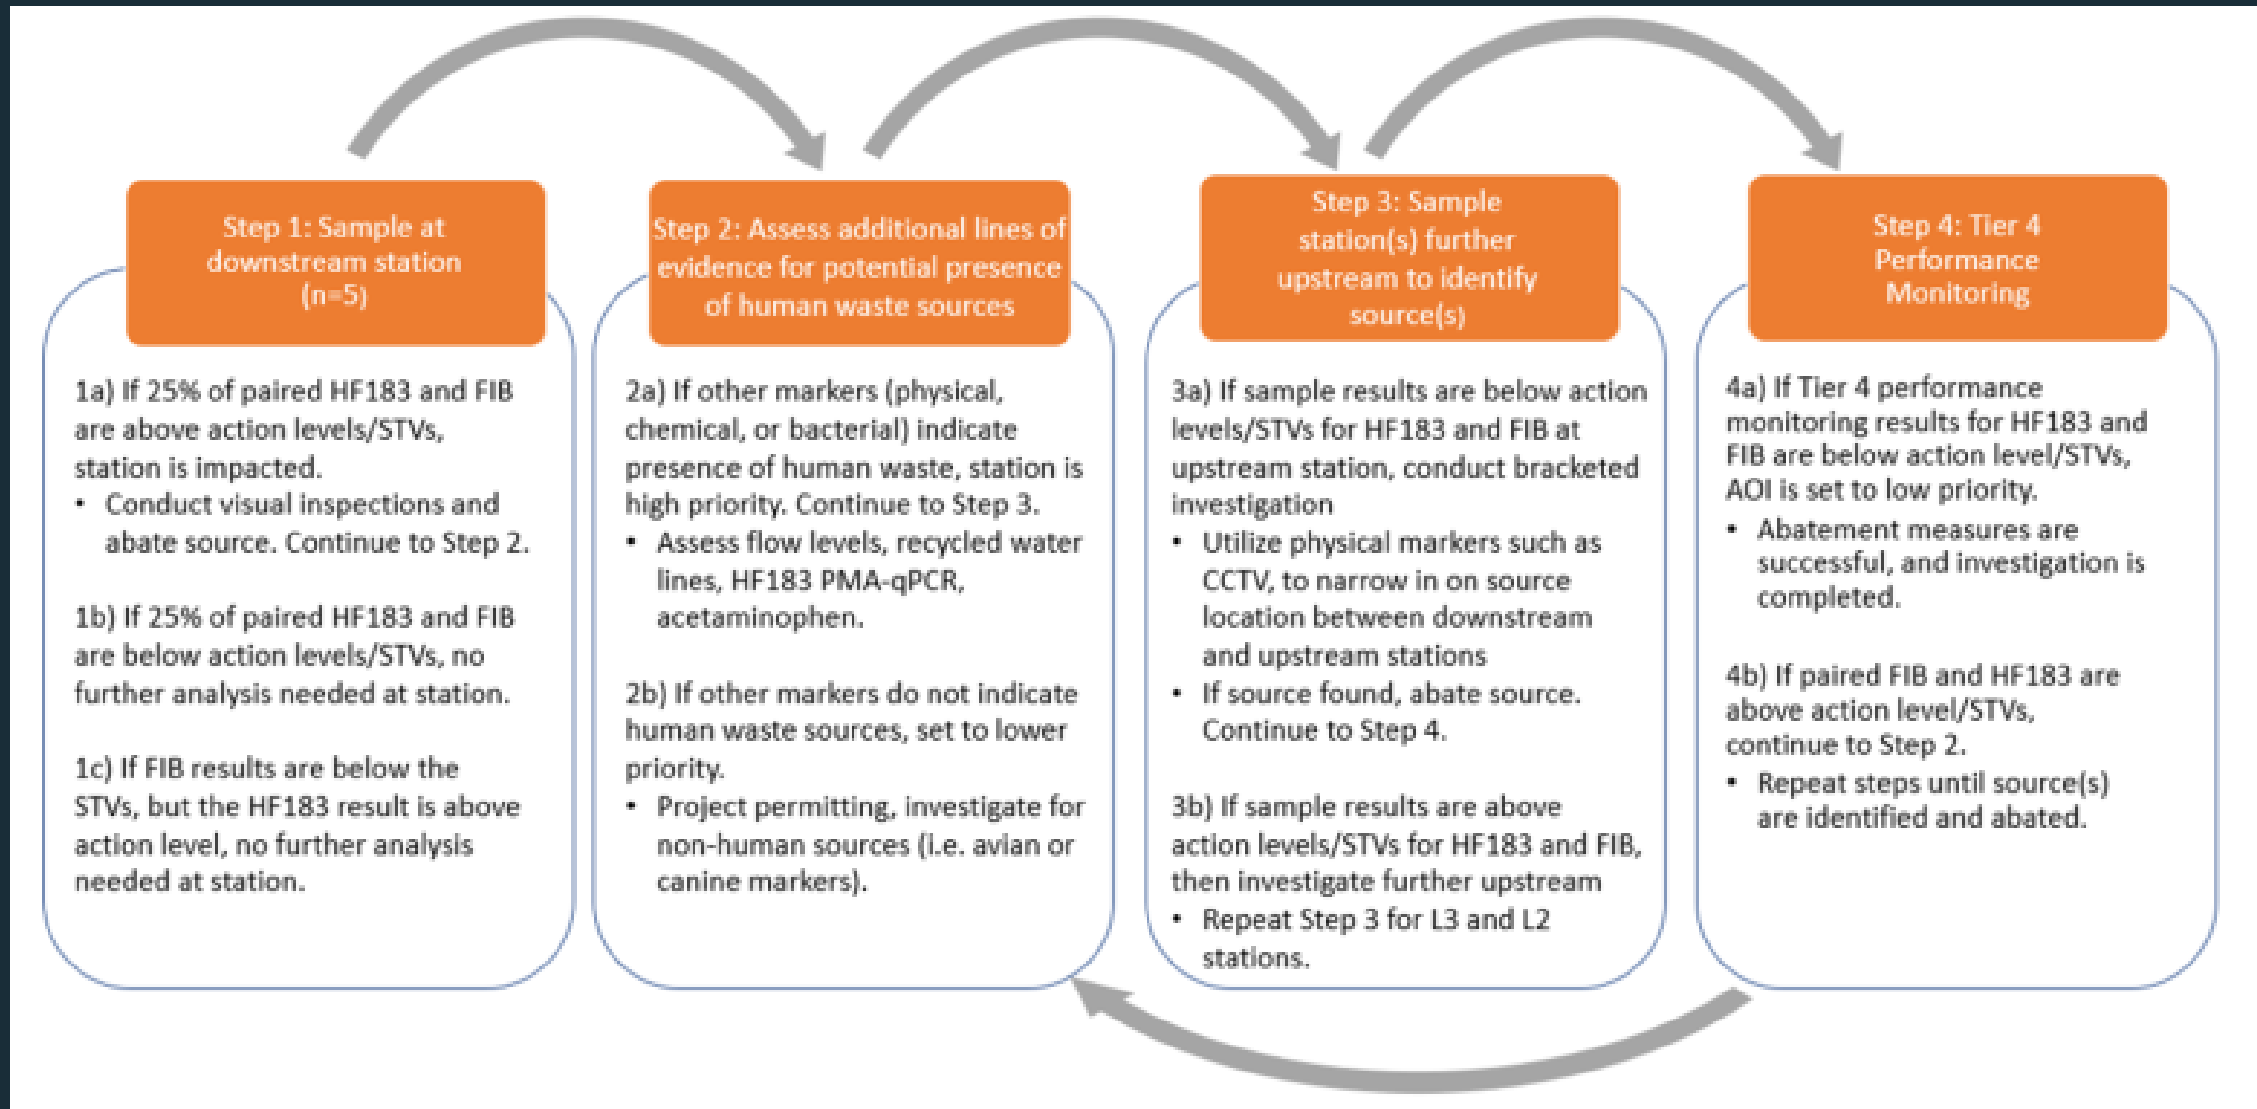 Step 1: Sample at
downstream station
(n=5)
1a) If 25% of paired HF183 and FIB
are above action levels/STVs,
station is impacted.
• Conduct visual inspections and
abate source. Continue to Step 2.
1b) If 25% of paired HF183 and FIB
are below action levels/STVs, no
further analysis needed at station.
1c) If FIB results are below the
STVs, but the HF183 result is above
action level, no further analysis
needed at station.
Step 2: Assess additional lines of
evidence for potential presence
of human waste sources
2a) If other markers (physical,
chemical, or bacterial) indicate
presence of human waste, station is
high priority. Continue to Step 3.
• Assess flow levels, recycled water
lines, HF183 PMA-qPCR,
acetaminophen.
2b) If other markers do not indicate
human waste sources, set to lower
priority.
• Project permitting, investigate for
non-human sources (i.e. avian or
canine markers).
Step 3: Sample
station(s) further
upstream to identify
source(s)
3a) If sample results are below action
levels/STVs for HF183 and FIB at
upstream station, conduct bracketed
investigation
• Utilize physical markers such as
CCTV, to narrow in on source
location between downstream
and upstream stations
• If source found, abate source.
Continue to Step 4.
3b) If sample results are above
action levels/STVs for HF183 and FIB,
then investigate further upstream
• Repeat Step 3 for L3 and L2
stations.
Step 4: Tier 4
Performance
Monitoring
4a) If Tier 4 performance
monitoring results for HF183 and
FIB are below action level/STVs,
AOI is set to low priority.
• Abatement measures are
successful, and investigation is
completed.
4b) If paired FIB and HF183 are
above action level/STVs,
continue to Step 2.
• Repeat steps until source(s)
are identified and abated.